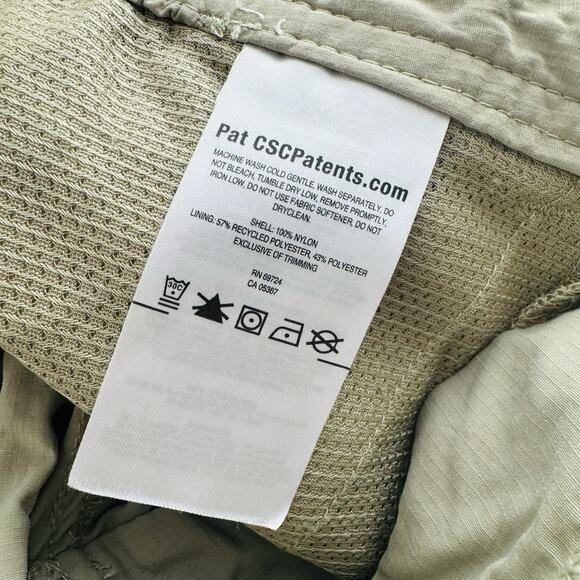 Pat CSCPatents.com
MACHINE WASH COLD GENTLE, WASH SEPARATELY, DO
NOT BLEACH, TUMBLE DRY LOW, REMOVE PROMPTLY,
IRON LOW, DO NOT USE FABRIC SOFTENER, DO NOT
DRYCLEAN.
SHELL: 100% NYLON
LINING: 57% RECYCLED POLYESTER, 43% POLYESTER
EXCLUSIVE OF TRIMMING
RN 69724
CA 05367
30C